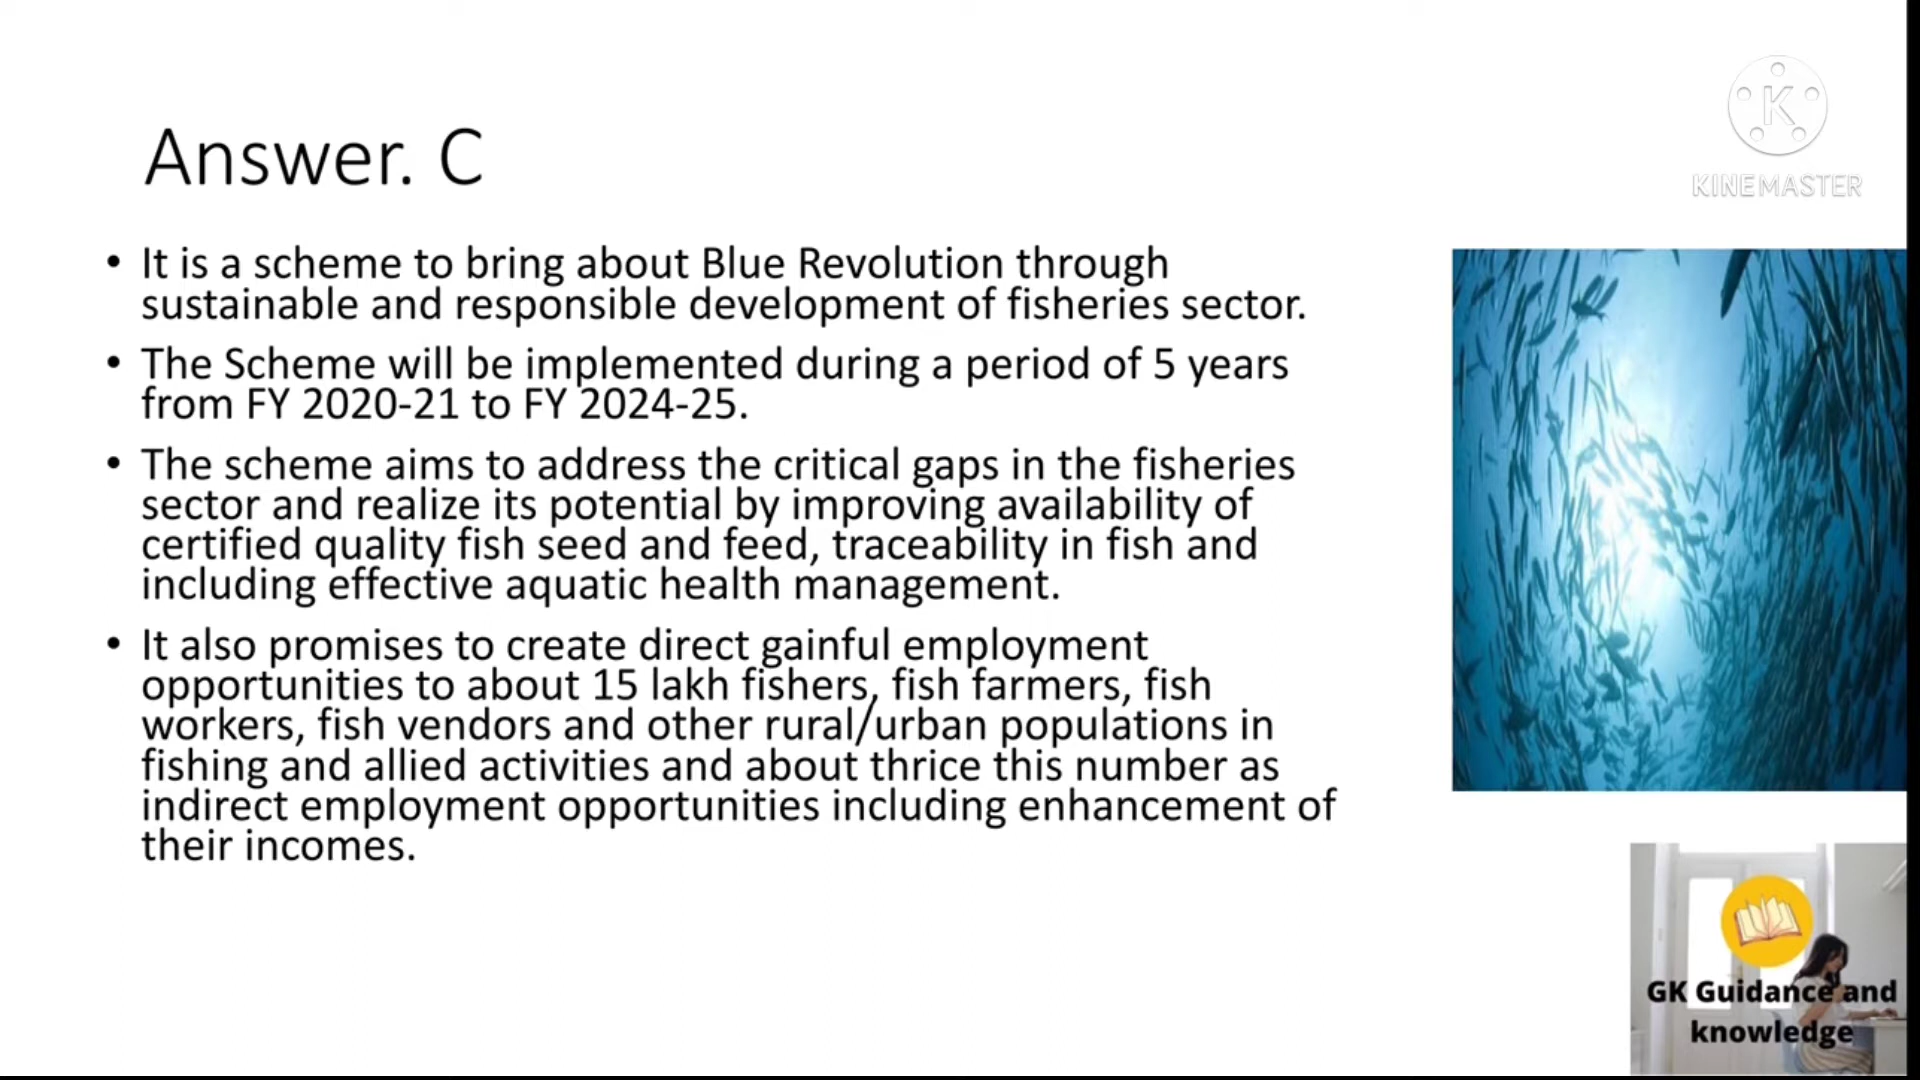 Answer. C
K
KINEMASTER
• It is a scheme to bring about Blue Revolution through
sustainable and responsible development of fisheries sector.
• The Scheme will be implemented during a period of 5 years
from FY 2020-21 to FY 2024-25.
• The scheme aims to address the critical gaps in the fisheries
sector and realize its potential by improving availability of
certified quality fish seed and feed, traceability in fish and
including effective aquatic health management.
• It also promises to create direct gainful employment
opportunities to about 15 lakh fishers, fish farmers, fish
workers, fish vendors and other rural/urban populations in
fishing and allied activities and about thrice this number as
indirect employment opportunities including enhancement of
their incomes.
GK Guidance and
knowledge